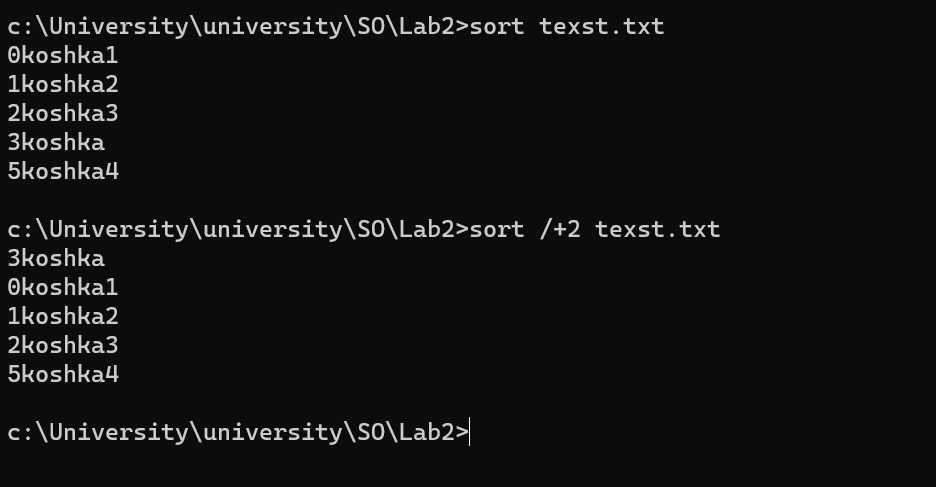 c:\University\university\SO\Lab2>sort texst.txt
0koshka1
1koshka2
2koshka3
3koshka
5koshka4
c:\University\university\SO\Lab2>sort /+2 texst.txt
3koshka
0koshka1
1koshka2
2koshka3
5koshka4
c:\University\university\SO\Lab2>